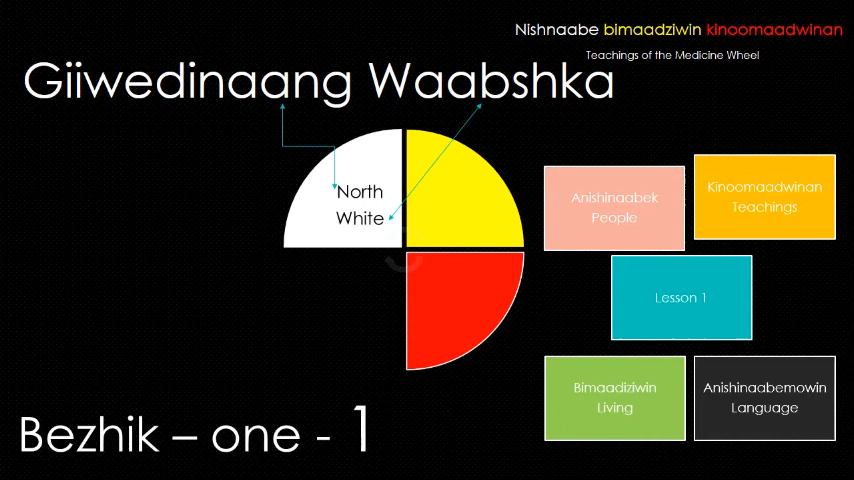 Nishnaabe bimaadziwin kinoomaadwinan
Teachings of the Medicine Wheel
Giiwedinaang Waabshka
North
White
Anishinaabek
People
Kinoomaadwinan
Teachings
Lesson 1
Bimaadiziwin
Living
Anishinaabemowin
Language
Bezhik – one - 1